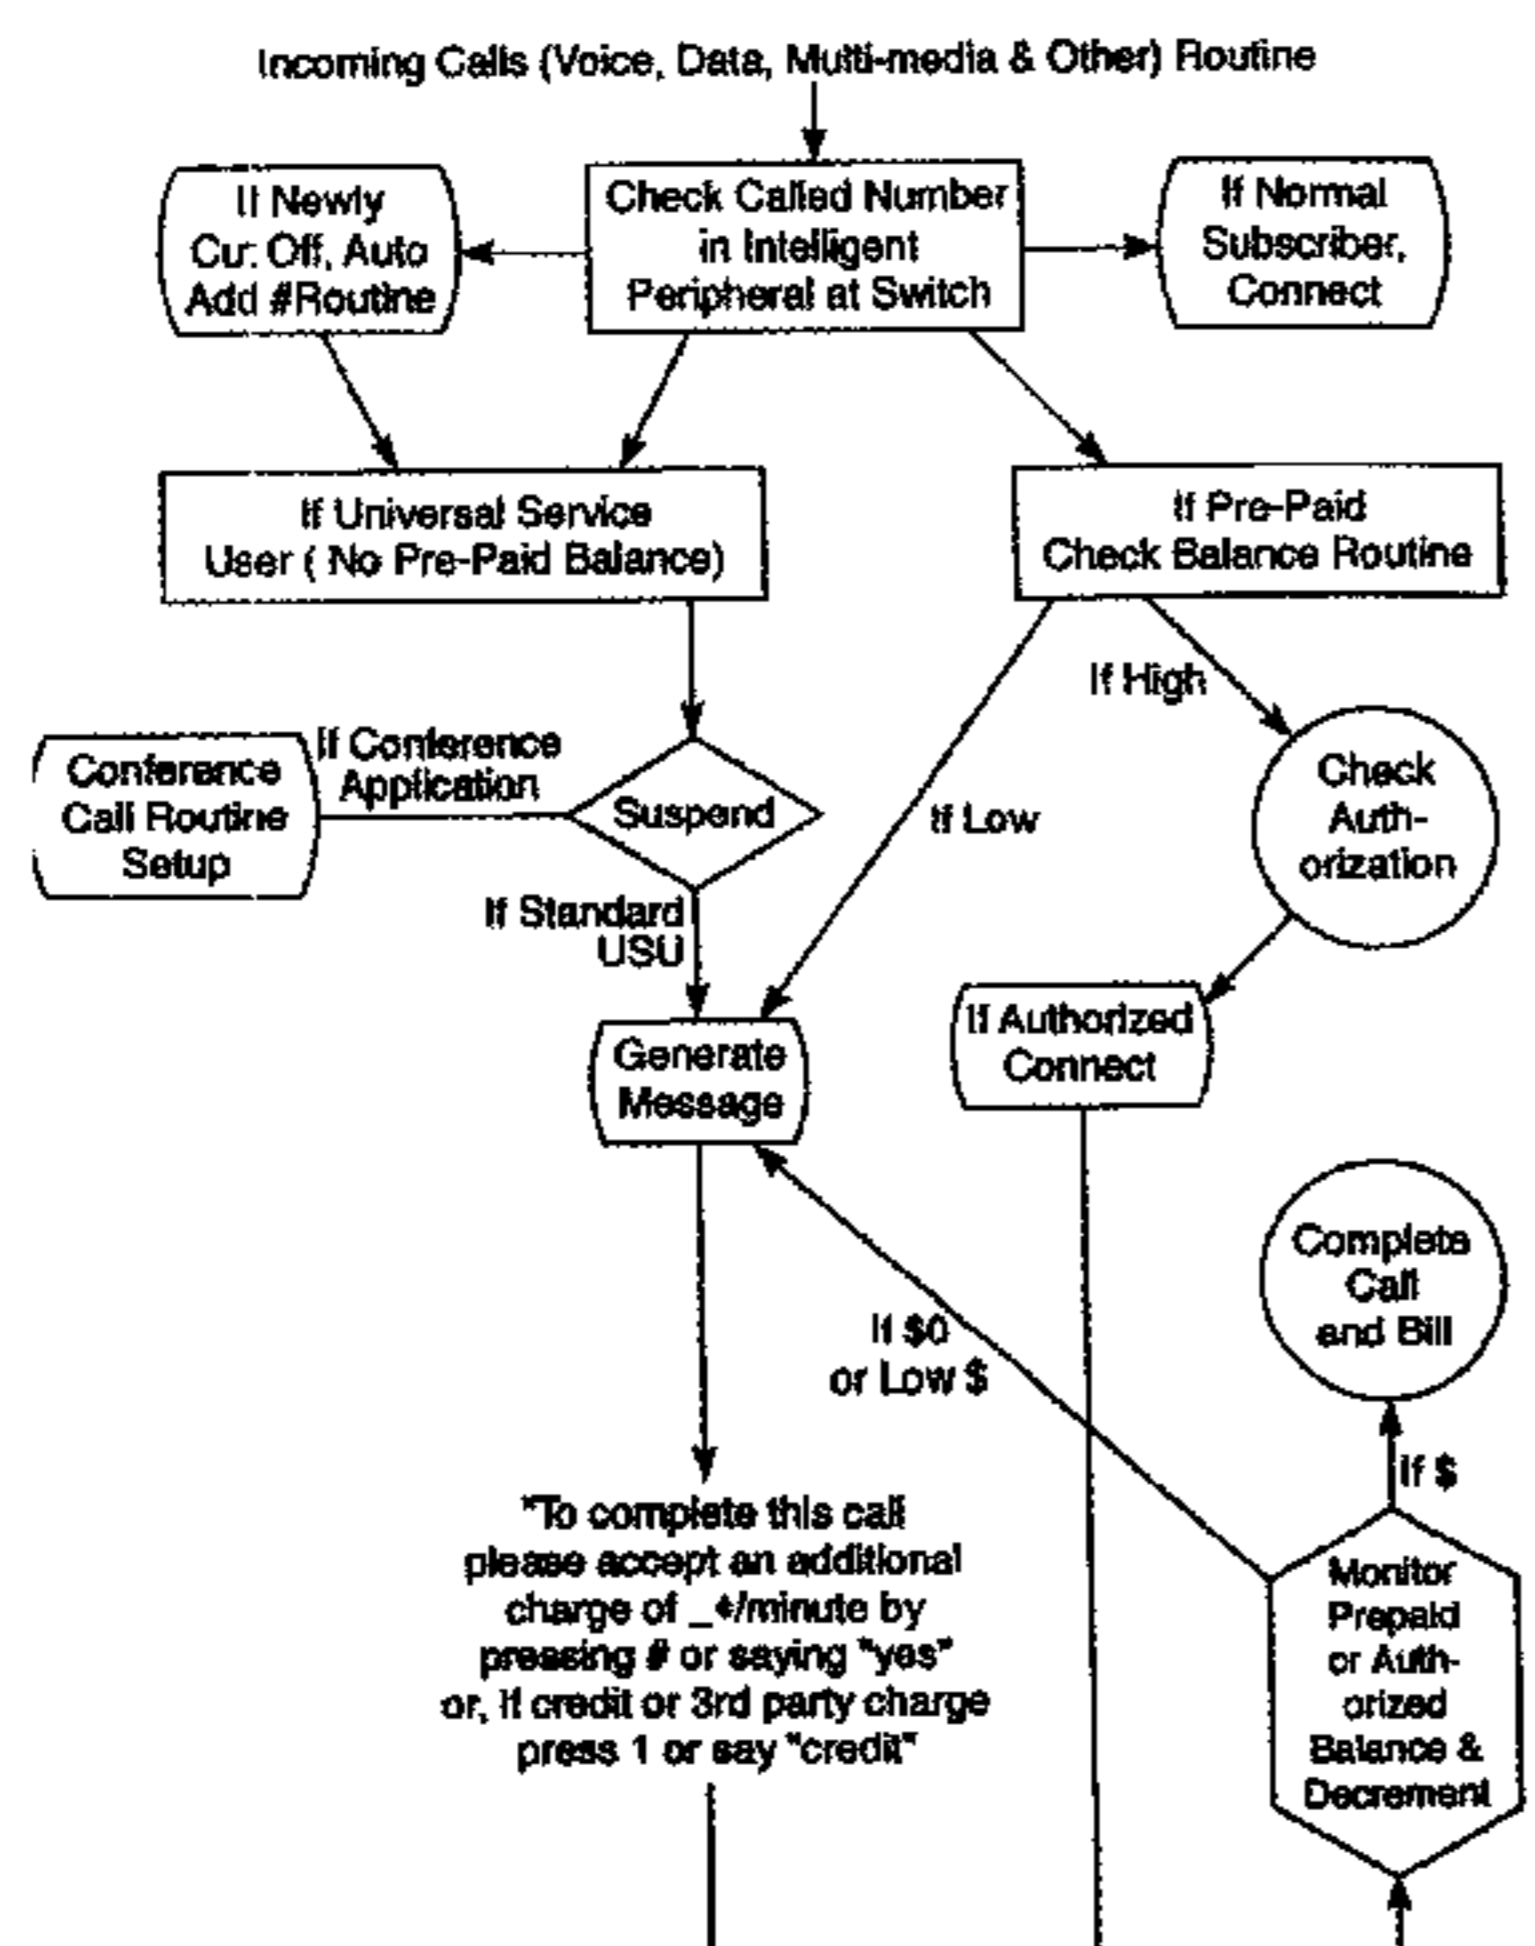 Incoming Calls (Voice, Data, Multi-media & Other) Routine
If Newly
Cut Off, Auto
Add #Routine
Check Called Number
in Intelligent
Peripheral at Switch
If Normal
Subscriber,
Connect
If Universal Service
User ( No Pre-Paid Balance)
If Pre-Paid
Check Balance Routine
If High
Conference
Call Routine
Setup
If Conference
Application
Suspend
If Low
Check
Auth-
orization
If Standard
USU
Generate
Message
If Authorized
Connect
Complete
Call
and Bill
If $0
or Low $
If $
"To complete this call
please accept an additional
charge of _¢/minute by
pressing # or saying "yes"
or, if credit or 3rd party charge
press 1 or say "credit"
Monitor
Prepaid
or Auth-
orized
Balance &
Decrement